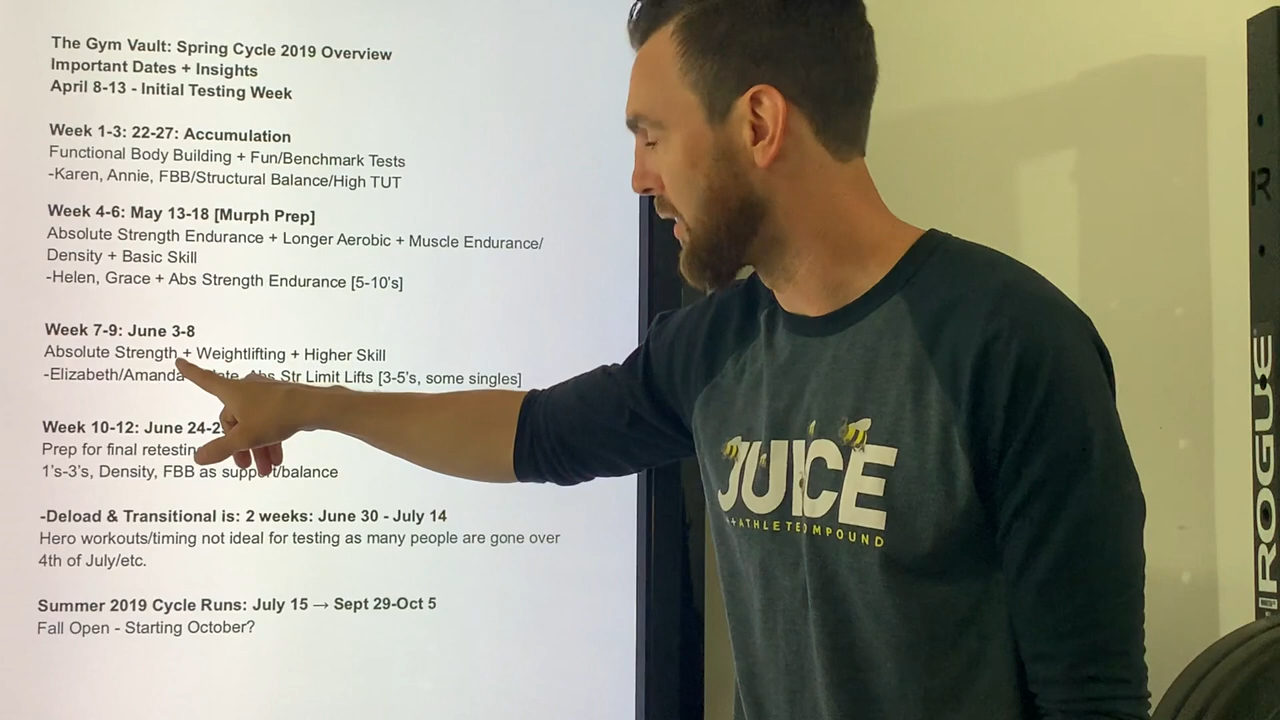 The Gym Vault: Spring Cycle 2019 Overview
Important Dates + Insights
April 8-13 - Initial Testing Week
Week 1-3: 22-27: Accumulation
Functional Body Building + Fun/Benchmark Tests
-Karen, Annie, FBB/Structural Balance/High TUT
Week 4-6: May 13-18 [Murph Prep]
Absolute Strength Endurance + Longer Aerobic + Muscle Endurance/
Density + Basic Skill
-Helen, Grace + Abs Strength Endurance [5-10's]
Week 7-9: June 3-8
Absolute Strength + Weightlifting + Higher Skill
-Elizabeth/Amanda Abs Str Limit Lifts [3-5's, some singles]
Week 10-12: June 24-2
Prep for final
1's-3's, Density, FBB as support/balance
-Deload & Transitional is: 2 weeks: June 30 - July 14
Hero workouts/timing not ideal for testing as many people are gone over
4th of July/etc.
Summer 2019 Cycle Runs: July 15 → Sept 29-Oct 5
Fall Open - Starting October?
JUICE
ROGUE
R